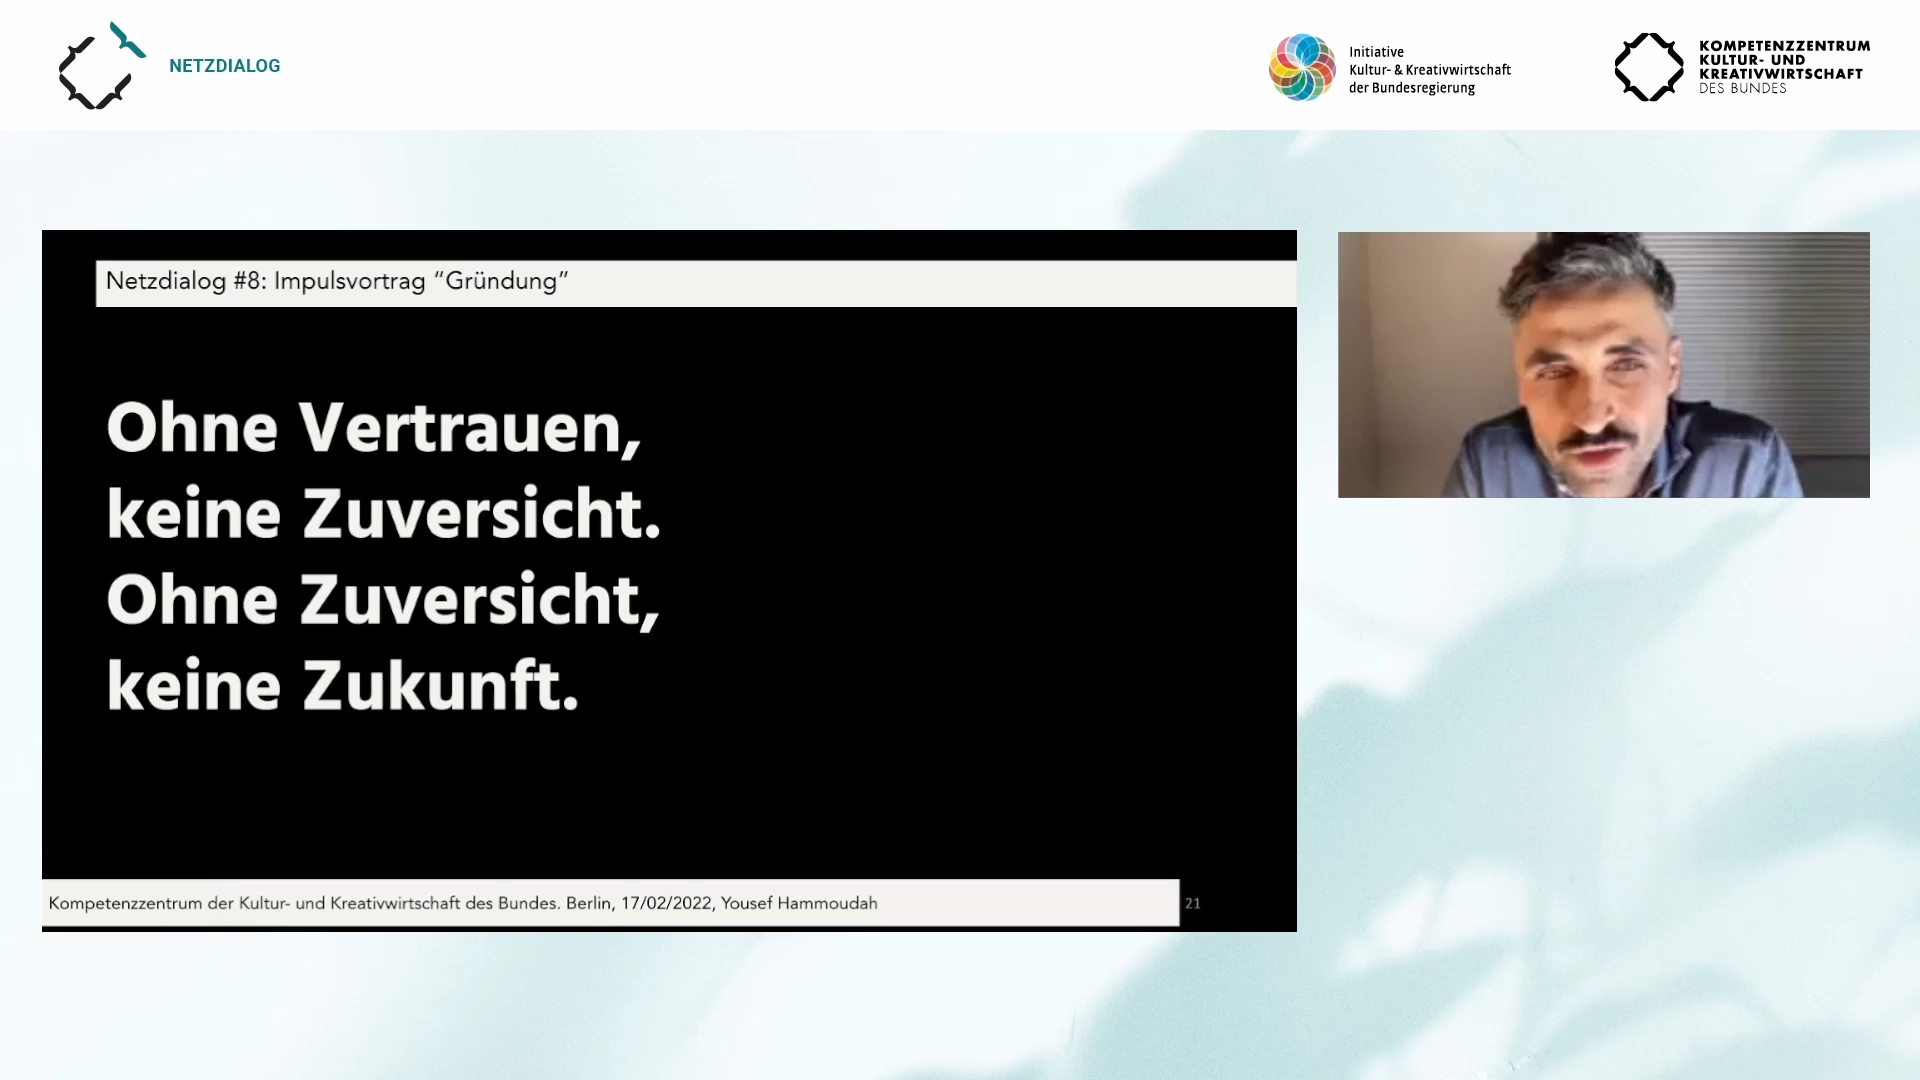 NETZDIALOG
Initiative
Kultur- & Kreativwirtschaft
der Bundesregierung
KOMPETENZZENTRUM
KULTUR- UND
KREATIVWIRTSCHAFT
DES BUNDES
Netzdialog #8: Impulsvortrag “Gründung”
Ohne Vertrauen,
keine Zuversicht.
Ohne Zuversicht,
keine Zukunft.
Kompetenzzentrum der Kultur- und Kreativwirtschaft des Bundes. Berlin, 17/02/2022, Yousef Hammoudah
21